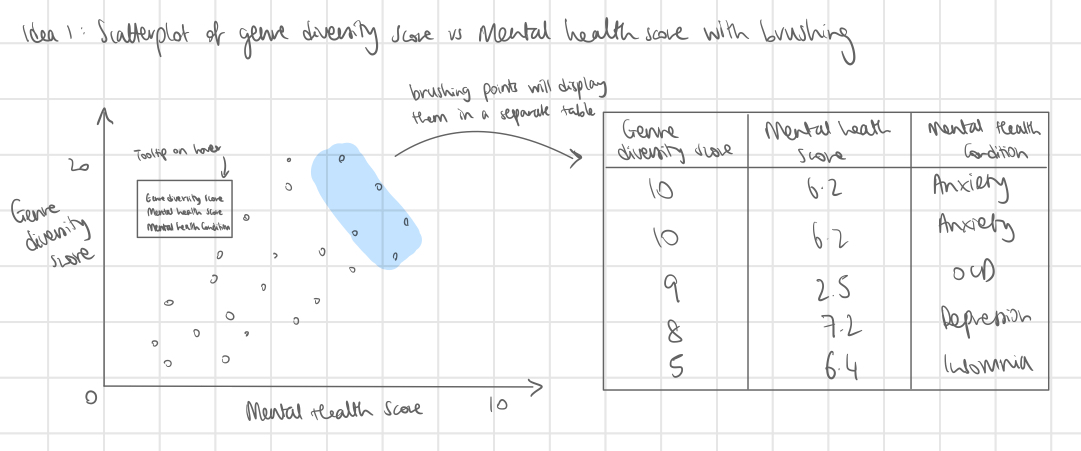 Idea 1: Scatterplot of genre diversity score vs Mental health score with brushing
brushing points will display
them in a separate table
Tooltip on hover
20
Genre diversity score
Mental health score
Mental health Condition
Genre
diversity
score
0
Mental Health Score
10
Genre
diversity score
Mental health
score
Mental Health
Condition
10 6.2 Anxiety
10 6.2 Anxiety
9 2.5 OCD
8 7.2 Depression
5 6.4 Insomnia